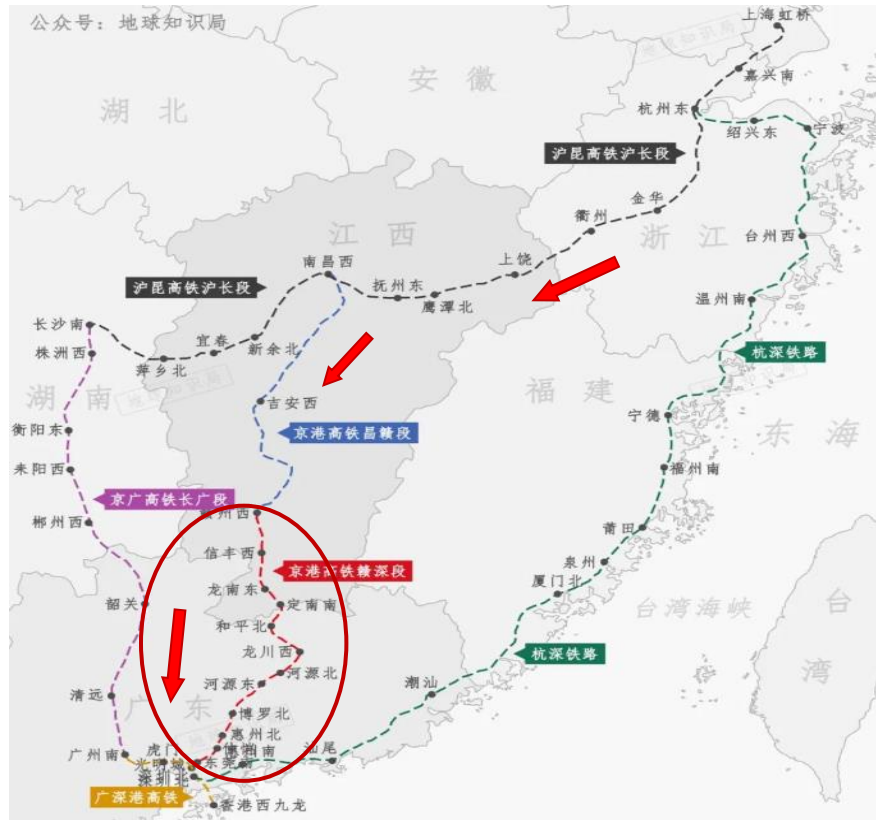 公众号：地球知识局
上海虹桥
嘉兴南
安徽
湖北
杭州东
绍兴东
宁波
沪昆高铁沪长段
金华
衢州
浙江
台州西
江西
南昌西
上饶
抚州东
鹰潭北
沪昆高铁沪长段
温州南
长沙南
宜春
新余北
株洲西
萍乡北
杭深铁路
湖南
地球知识局
吉安西
福建
宁德
东海
衡阳东
京港高铁昌赣段
耒阳西
福州南
京广高铁长广段
赣州西
郴州西
莆田
信丰西
泉州
京港高铁赣深段
厦门北
龙南东
定南南
韶关
台湾海峡
台湾
和平北
龙川西
杭深铁路
河源北
河源东
潮汕
清远
广东
博罗北
惠州北
广州南
虎门
汕尾
光明城
东莞南
深圳北
广深港高铁
香港西九龙